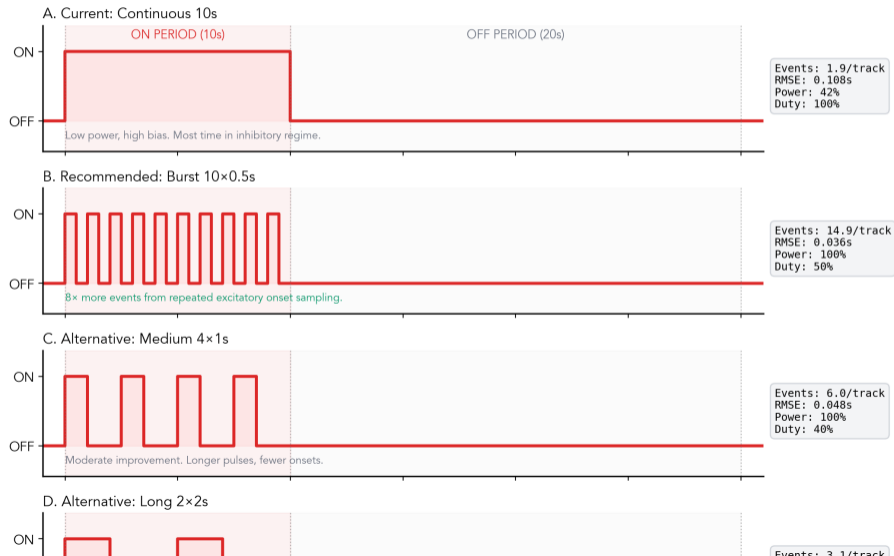 A. Current: Continuous 10s
ON PERIOD (10s)
OFF PERIOD (20s)
ON
OFF
Low power, high bias. Most time in inhibitory regime.
Events: 1.9/track
RMSE: 0.108s
Power: 42%
Duty: 100%
B. Recommended: Burst 10×0.5s
ON
OFF
8× more events from repeated excitatory onset sampling.
Events: 14.9/track
RMSE: 0.036s
Power: 100%
Duty: 50%
C. Alternative: Medium 4×1s
ON
OFF
Moderate improvement. Longer pulses, fewer onsets.
Events: 6.0/track
RMSE: 0.048s
Power: 100%
Duty: 40%
D. Alternative: Long 2×2s
ON
Events: 3.1/track